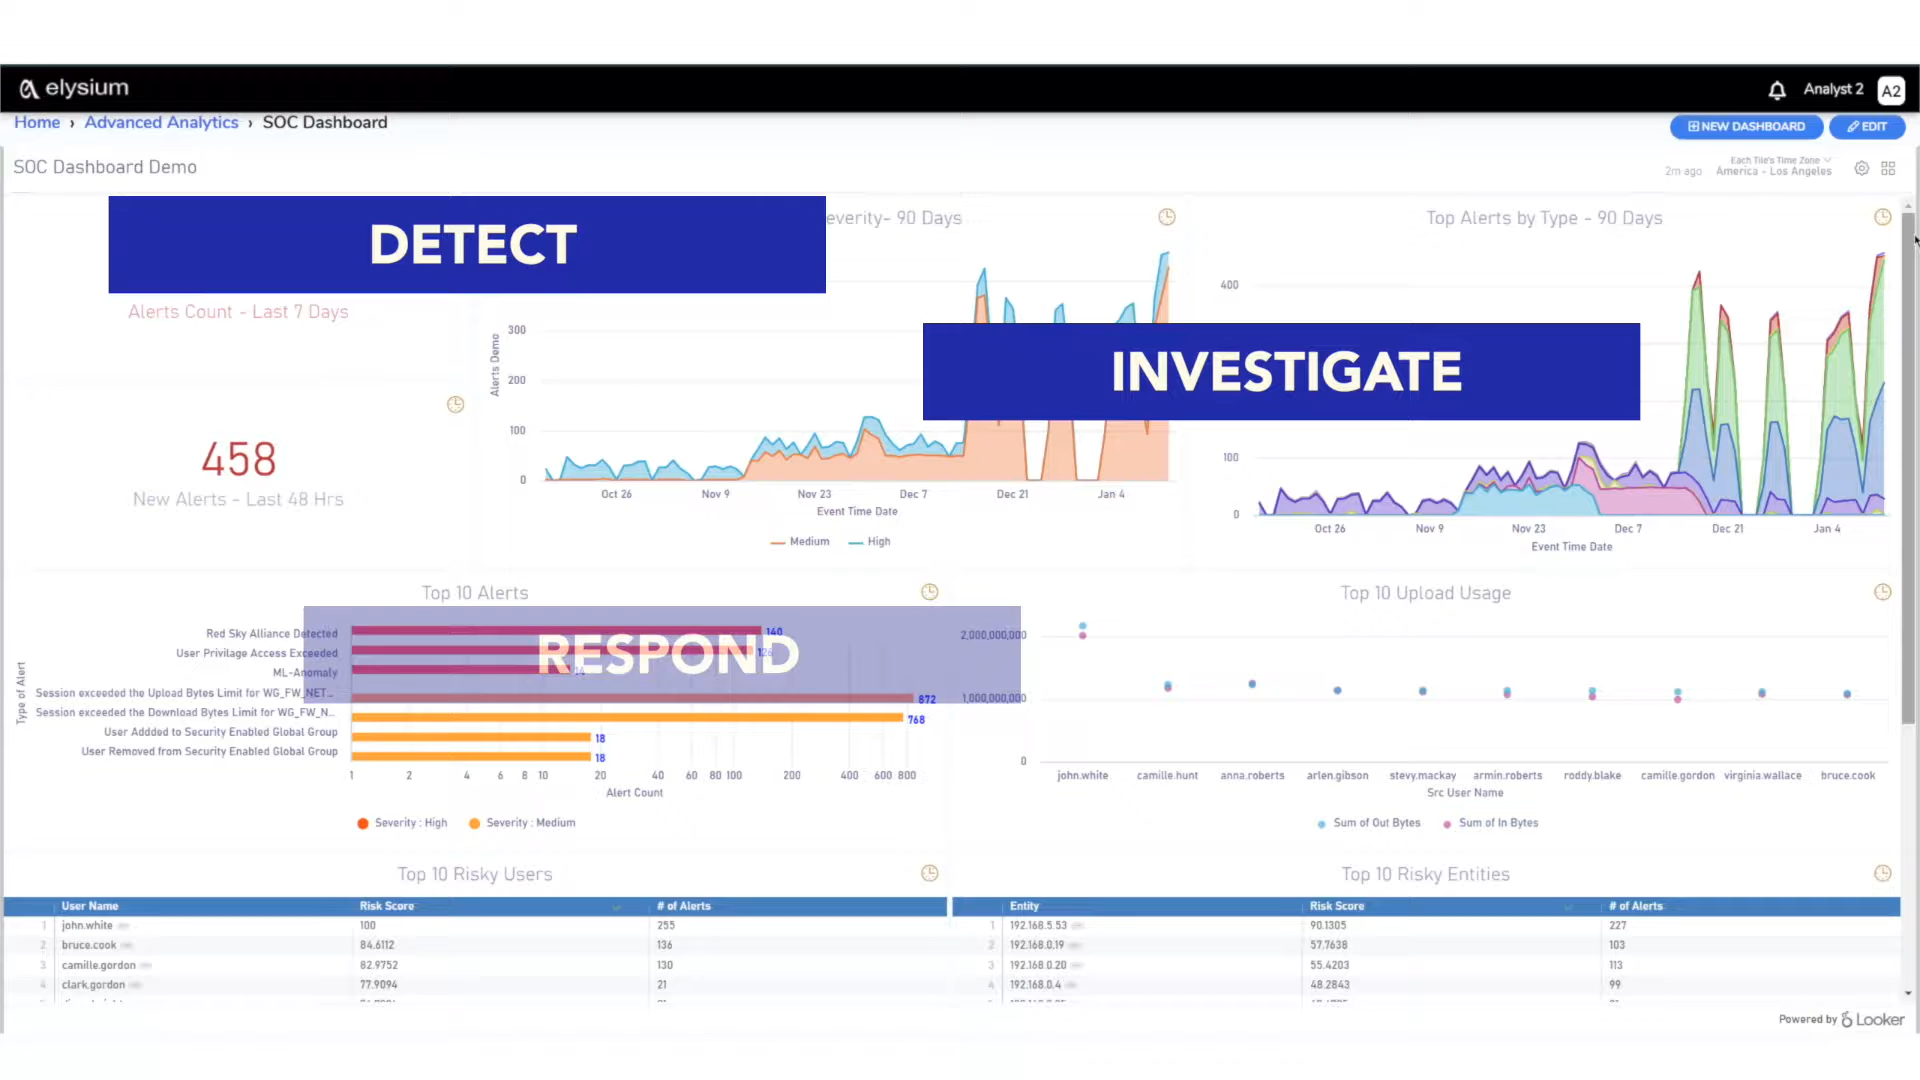 elysium
Analyst 2
A2
Home › Advanced Analytics › SOC Dashboard
NEW DASHBOARD
EDIT
SOC Dashboard Demo
2m ago
Each Tile's Time Zone
America - Los Angeles
DETECT
Alerts Count - Last 7 Days
458
New Alerts - Last 48 Hrs
everity- 90 Days
Alerts Demo
300
200
100
0
Oct 26 Nov 9 Nov 23 Dec 7 Dec 21 Jan 4
Event Time Date
Medium High
INVESTIGATE
Top Alerts by Type - 90 Days
400
100
0
Oct 26 Nov 9 Nov 23 Dec 7 Dec 21 Jan 4
Event Time Date
Top 10 Alerts
RESPOND
Type of Alert
Red Sky Alliance Detected 140
User Privilage Access Exceeded
ML-Anomaly
Session exceeded the Upload Bytes Limit for WG_FW_NET... 872
Session exceeded the Download Bytes Limit for WG_FW_N... 768
User Addded to Security Enabled Global Group 18
User Removed from Security Enabled Global Group 18
1 2 4 6 8 10 20 40 60 80 100 200 400 600 800
Alert Count
Severity : High Severity : Medium
Top 10 Upload Usage
2,000,000,000
1,000,000,000
0
john.white camille.hunt anna.roberts arlen.gibson stevy.mackay armin.roberts roddy.blake camille.gordon virginia.wallace bruce.cook
Src User Name
Sum of Out Bytes Sum of In Bytes
Top 10 Risky Users
User Name Risk Score # of Alerts
1 john.white 100 255
2 bruce.cook 84.6112 136
3 camille.gordon 82.9752 130
4 clark.gordon 77.9094 21
Top 10 Risky Entities
Entity Risk Score # of Alerts
1 192.168.5.53 90.1305 227
2 192.168.0.19 57.7638 103
3 192.168.0.20 55.4203 113
4 192.168.0.4 48.2843 99
Powered by Looker